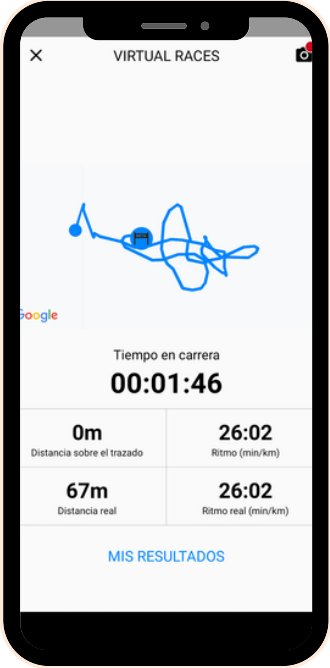 VIRTUAL RACES
Google
Tiempo en carrera
00:01:46
0m
Distancia sobre el trazado
26:02
Ritmo (min/km)
67m
Distancia real
26:02
Ritmo real (min/km)
MIS RESULTADOS